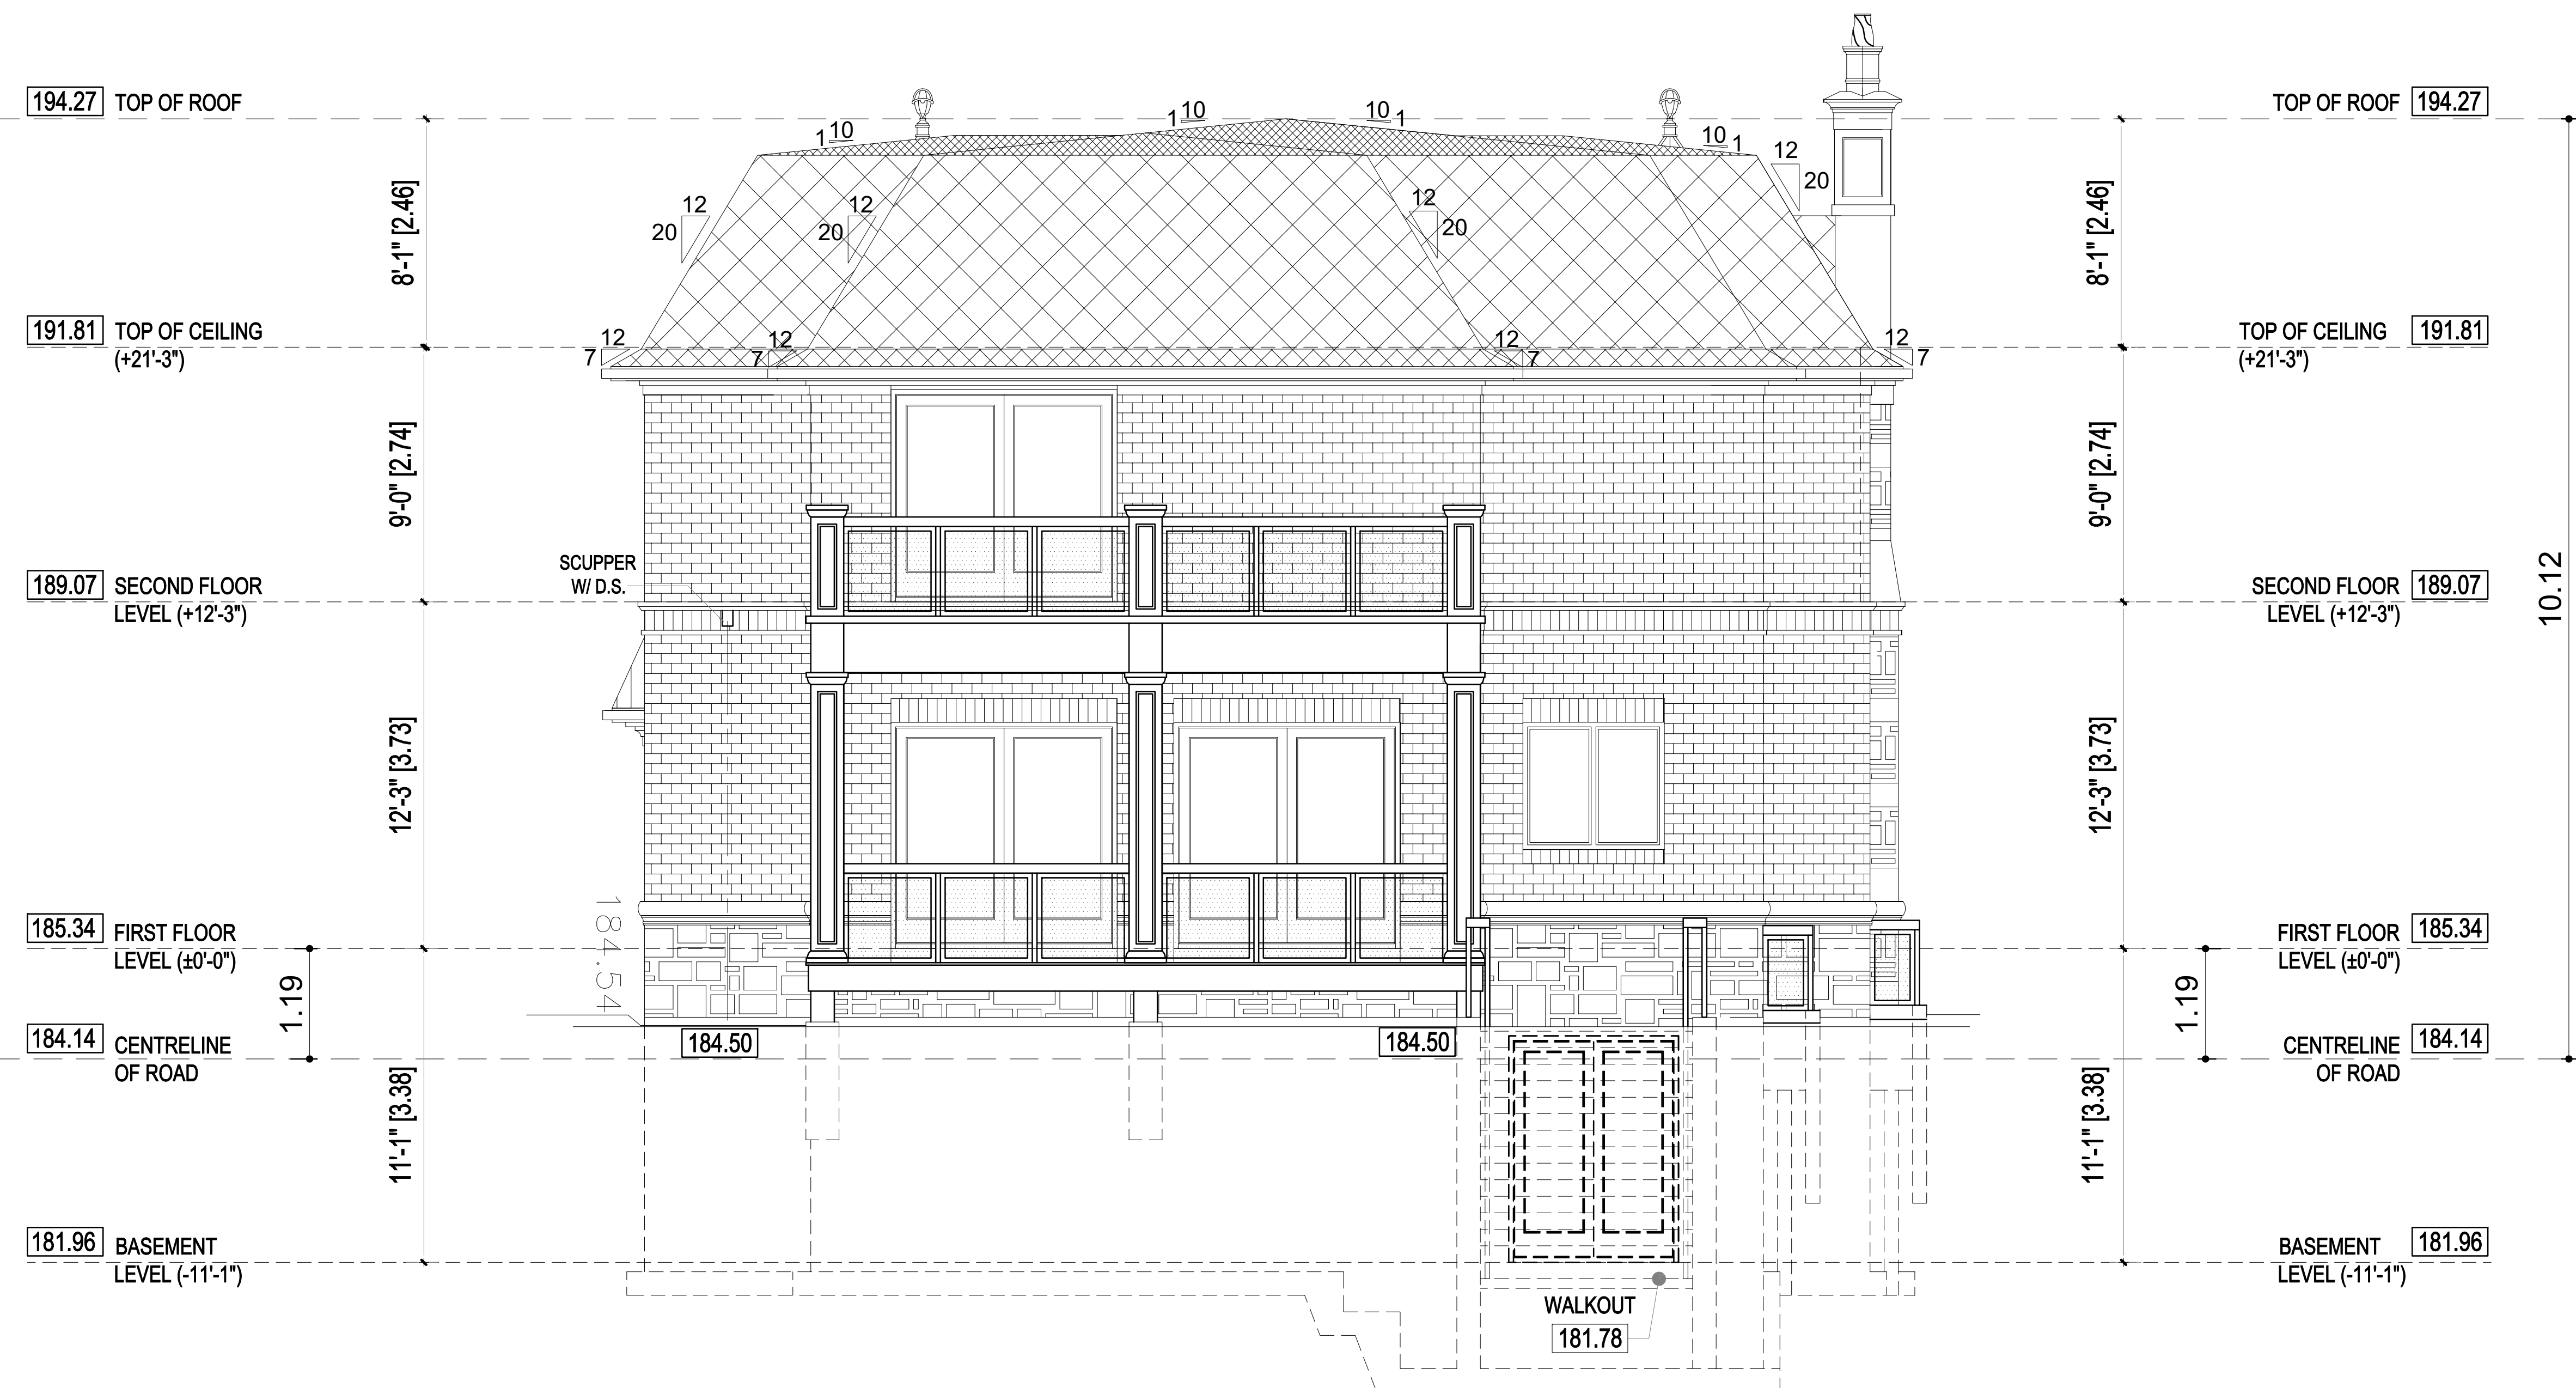 194.27 TOP OF ROOF
TOP OF ROOF 194.27
10
1
10
1
10
1
10
1
12
20
12
20
12
20
12
20
8'-1" [2.46]
8'-1" [2.46]
191.81 TOP OF CEILING
(+21'-3")
TOP OF CEILING 191.81
(+21'-3")
12
7
12
7
12
7
12
7
9'-0" [2.74]
9'-0" [2.74]
10.12
SCUPPER
W/ D.S.
189.07 SECOND FLOOR
LEVEL (+12'-3")
SECOND FLOOR 189.07
LEVEL (+12'-3")
12'-3" [3.73]
12'-3" [3.73]
184.54
185.34 FIRST FLOOR
LEVEL (±0'-0")
FIRST FLOOR 185.34
LEVEL (±0'-0")
1.19
1.19
184.14 CENTRELINE
OF ROAD
184.50
184.50
CENTRELINE 184.14
OF ROAD
11'-1" [3.38]
11'-1" [3.38]
181.96 BASEMENT
LEVEL (-11'-1")
BASEMENT 181.96
LEVEL (-11'-1")
WALKOUT
181.78